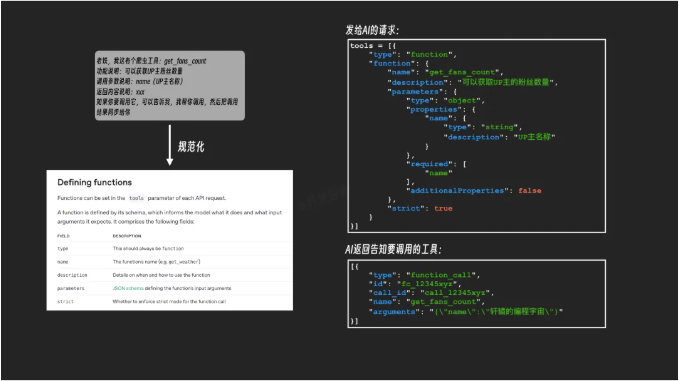 老铁，我这有个爬虫工具：get_fans_count
功能说明：可以获取UP主粉丝数量
调用参数说明：name（UP主名称）
返回内容说明：xxx
如果你要调用它，可以告诉我，我帮你调用，然后把调用
结果同步给你
规范化
Defining functions
Functions can be set in the tools parameter of each API request.
A function is defined by its schema, which informs the model what it does and what input
arguments it expects. It comprises the following fields:
FIELD DESCRIPTION
type This should always be function
name The function's name (e.g. get_weather)
description Details on when and how to use the function
parameters JSON schema defining the function's input arguments
strict Whether to enforce strict mode for the function call
发给AI的请求：
tools = [{
"type": "function",
"function": {
"name": "get_fans_count",
"description": "可以获取UP主的粉丝数量",
"parameters": {
"type": "object",
"properties": {
"name": {
"type": "string",
"description": "UP主名称"
}
},
"required": [
"name"
],
"additionalProperties": false
},
"strict": true
}
}]
AI返回告知要调用的工具：
[{
"type": "function_call",
"id": "fc_12345xyz",
"call_id": "call_12345xyz",
"name": "get_fans_count",
"arguments": "{\"name\":\"轩辕的编程宇宙\"}"
}]